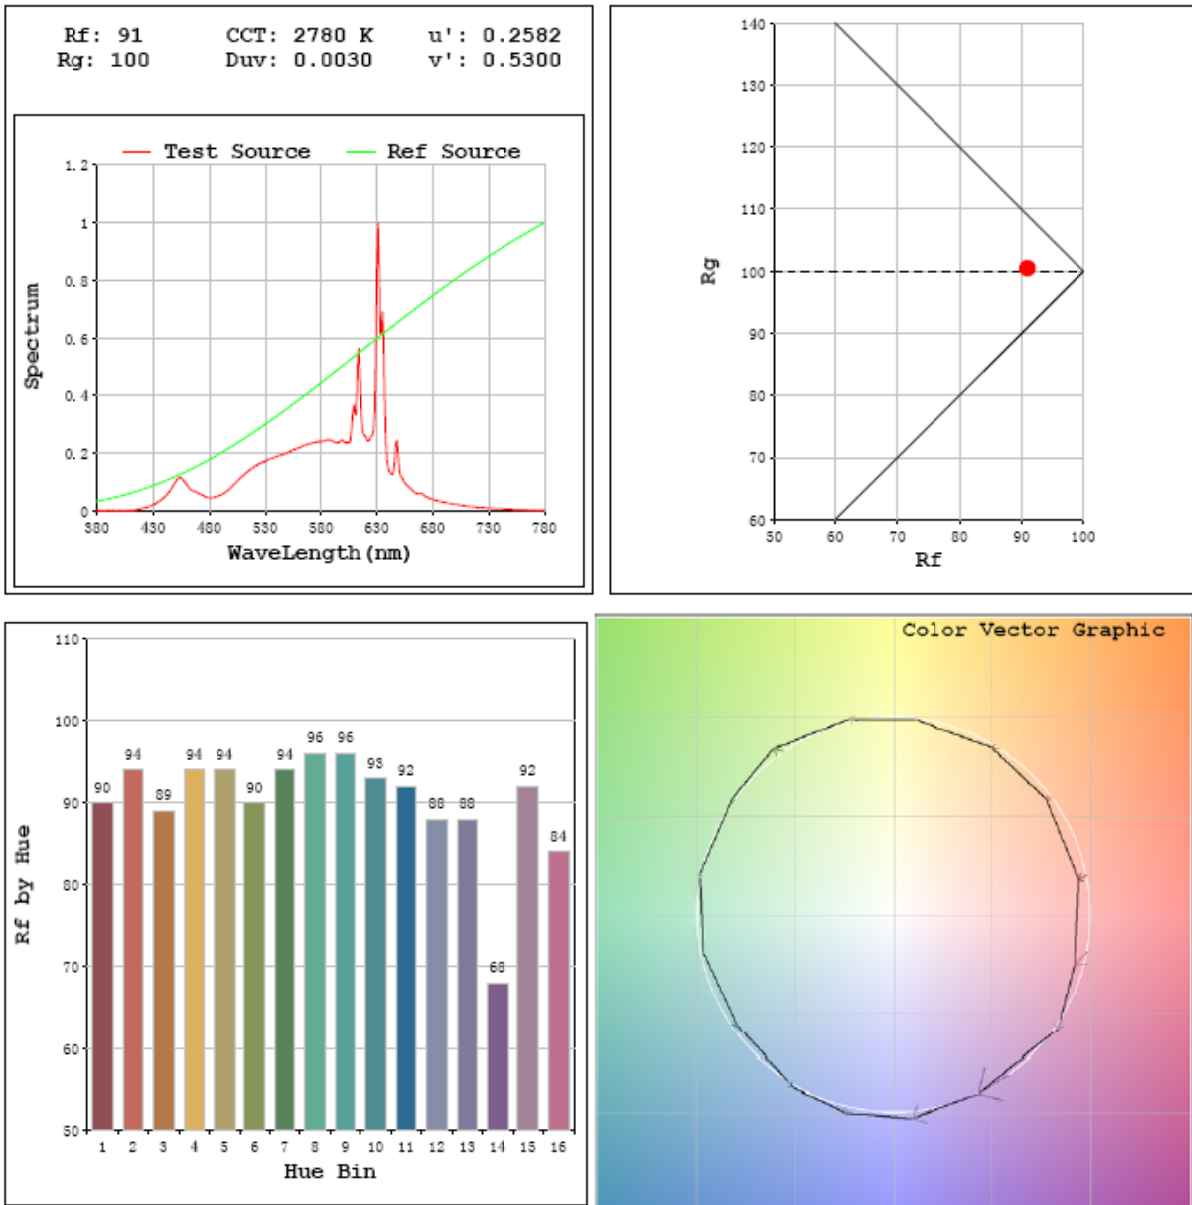 Rf: 91 CCT: 2780 K u': 0.2582
Rg: 100 Duv: 0.0030 v': 0.5300
Test Source Ref Source
1.2
1
0.8
0.6
0.4
0.2
0
Spectrum
380 430 480 530 580 630 680 730 780
WaveLength(nm)
140
130
120
110
100
90
80
70
60
Rg
50 60 70 80 90 100
Rf
110
100
90
80
70
60
50
Rf by Hue
90 94 89 94 94 90 94 96 96 93 92 88 88 68 92 84
1 2 3 4 5 6 7 8 9 10 11 12 13 14 15 16
Hue Bin
Color Vector Graphic